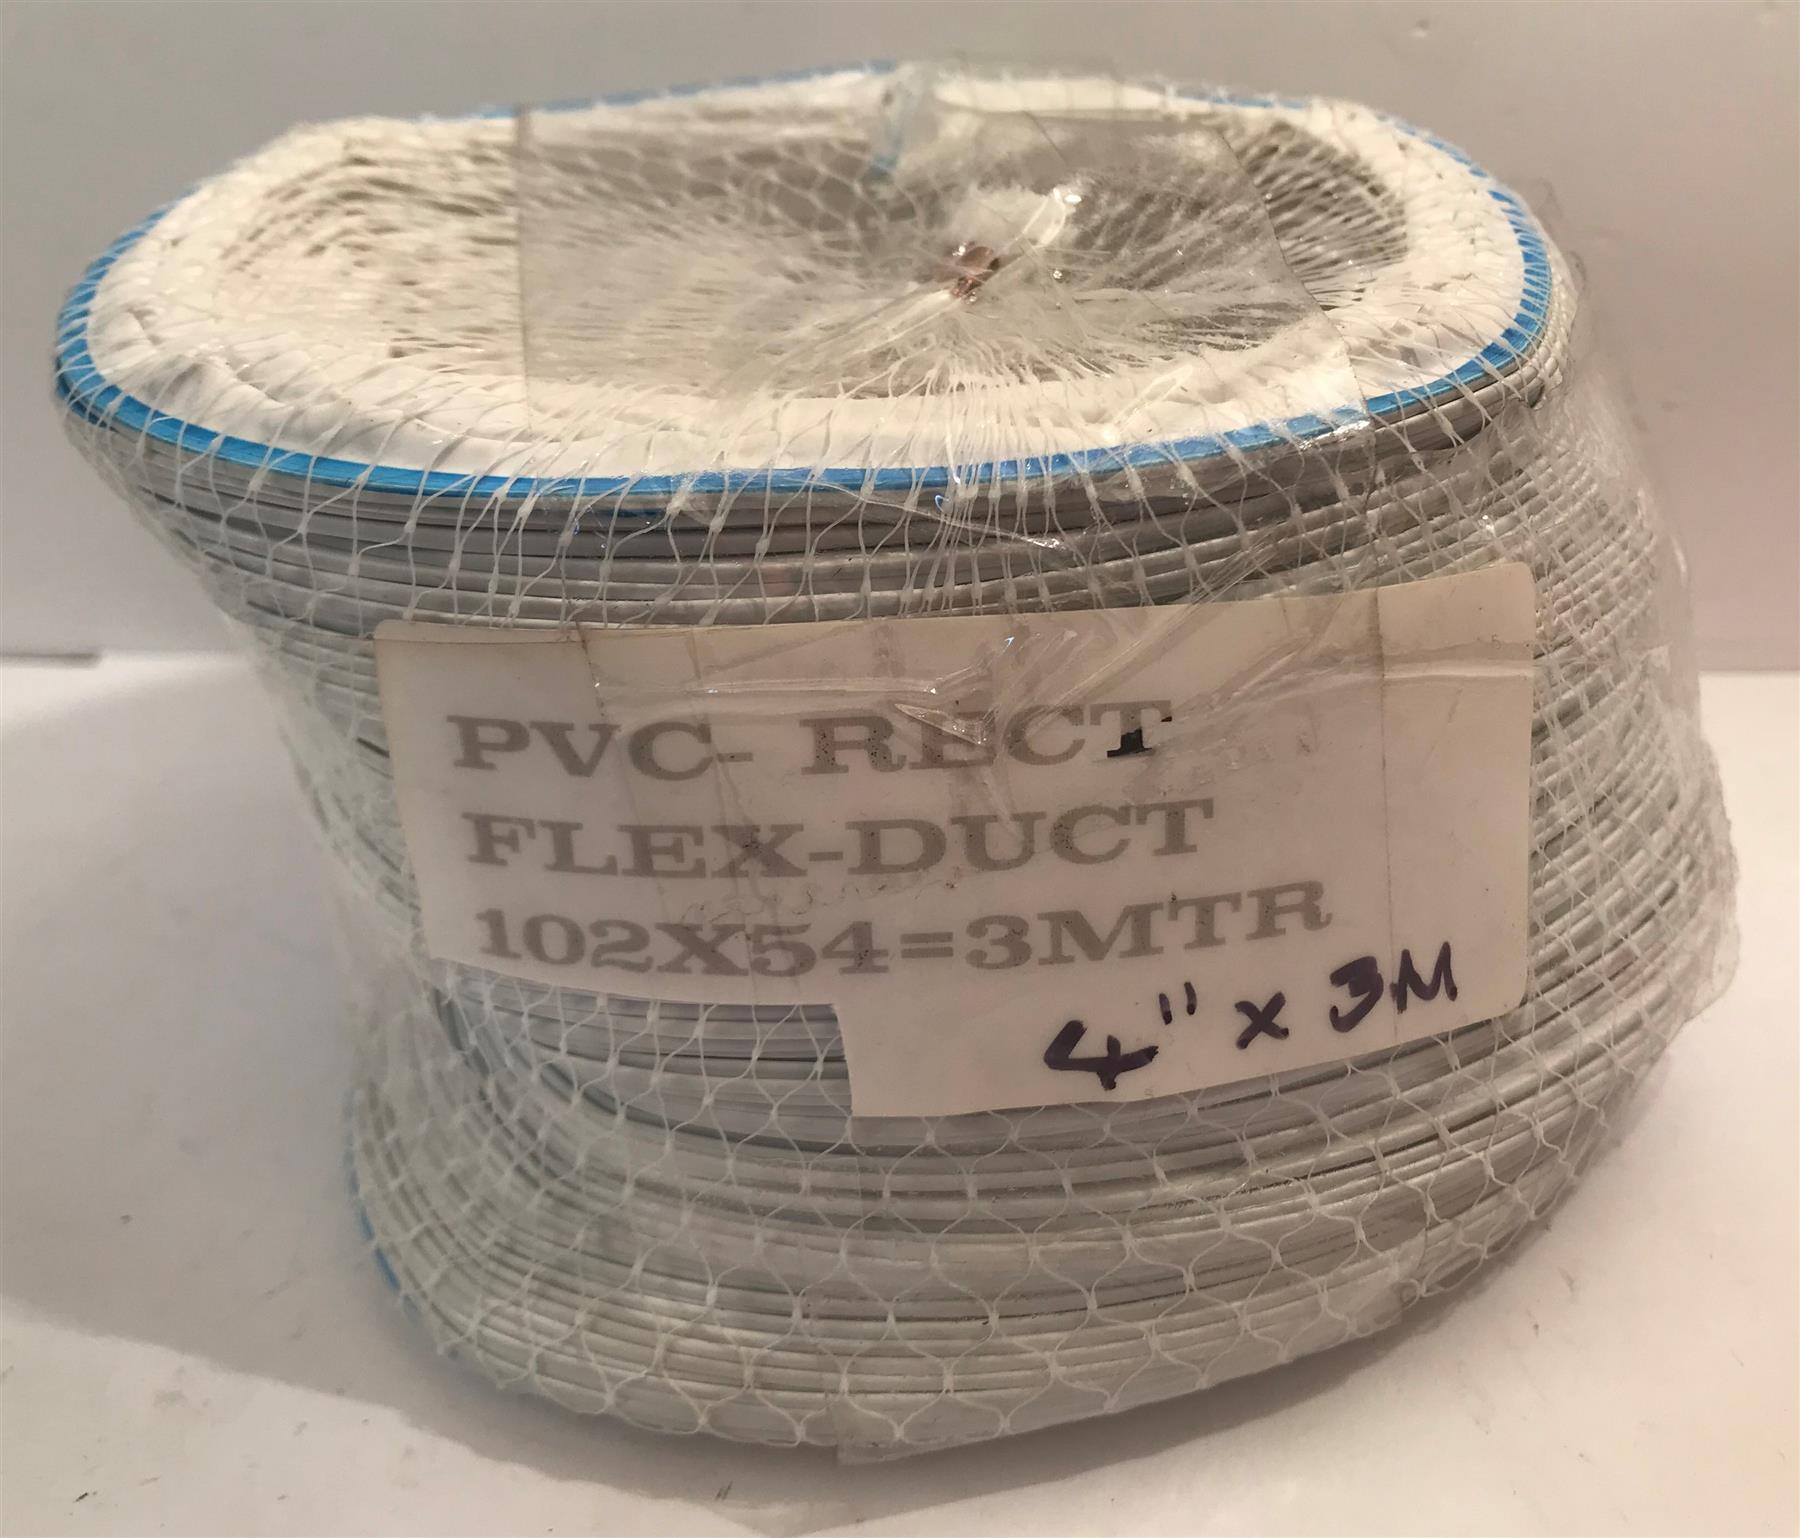 PVC- RECT
FLEX-DUCT
102X54=3MTR
4" x 3M